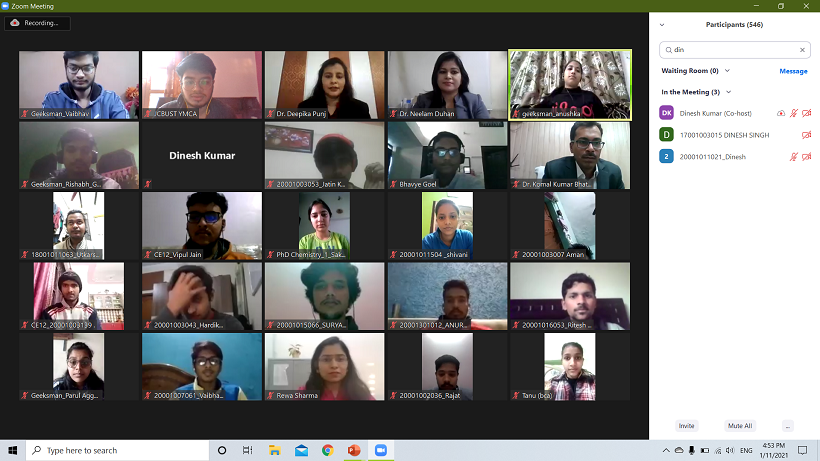 Zoom Meeting
Recording...
Participants (546)
din
Waiting Room (0)
Message
In the Meeting (3)
DK Dinesh Kumar (Co-host)
D 17001003015 DINESH SINGH
2 20001011021_Dinesh
Geeksman_Vaibhav
JCBUST YMCA
Dr. Deepika Punj
Dr. Neelam Duhan
geeksman_anushka
Geeksman_Rishabh_G...
Dinesh Kumar
20001003053_Jatin K...
Bhavye Goel
Dr. Komal Kumar Bhat...
18001011063_Utkars...
CE12_Vipul Jain
PhD Chemistry_1_Sak...
20001011504 _shivani
20001003007 Aman
CE12_20001003139
20001003043_Hardik...
20001015066_SURYA...
20001301012_ANUR...
20001016053_Ritesh ...
Geeksman_Parul Agg...
20001007061_Vaibha...
Rewa Sharma
20001002036_Rajat
Tanu (bca)
Invite
Mute All
...
Type here to search
ENG
4:53 PM
1/11/2021